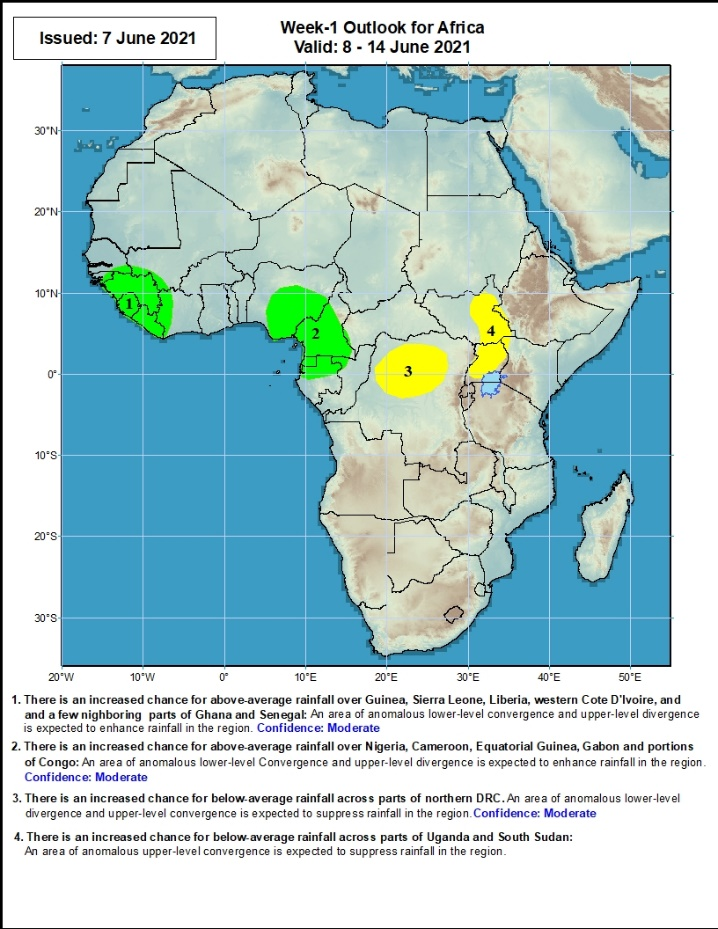 Issued: 7 June 2021
Week-1 Outlook for Africa
Valid: 8 - 14 June 2021
30°N
20°N
10°N
0°
10°S
20°S
30°S
1
2
3
4
20°W
10°W
0°
10°E
20°E
30°E
40°E
50°E
1. There is an increased chance for above-average rainfall over Guinea, Sierra Leone, Liberia, western Cote D'Ivoire, and
and a few nighboring parts of Ghana and Senegal: An area of anomalous lower-level convergence and upper-level divergence
is expected to enhance rainfall in the region. Confidence: Moderate
2. There is an increased chance for above-average rainfall over Nigeria, Cameroon, Equatorial Guinea, Gabon and portions
of Congo: An area of anomalous lower-level Convergence and upper-level divergence is expected to enhance rainfall in the region.
Confidence: Moderate
3. There is an increased chance for below-average rainfall across parts of northern DRC. An area of anomalous lower-level
divergence and upper-level convergence is expected to suppress rainfall in the region. Confidence: Moderate
4. There is an increased chance for below-average rainfall across parts of Uganda and South Sudan:
An area of anomalous upper-level convergence is expected to suppress rainfall in the region.